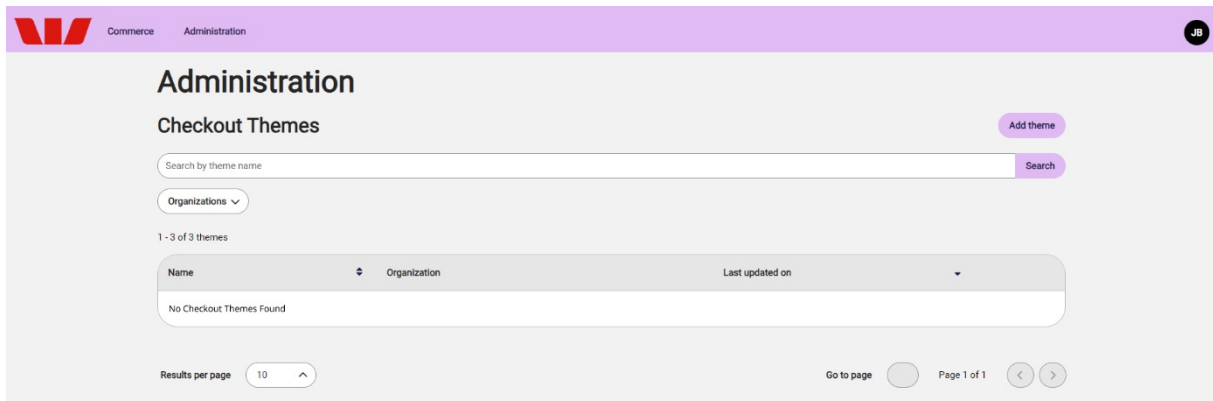 Commerce Administration JB
Administration
Checkout Themes Add theme
Search by theme name Search
Organizations
1 - 3 of 3 themes
Name Organization Last updated on
No Checkout Themes Found
Results per page 10 Go to page Page 1 of 1